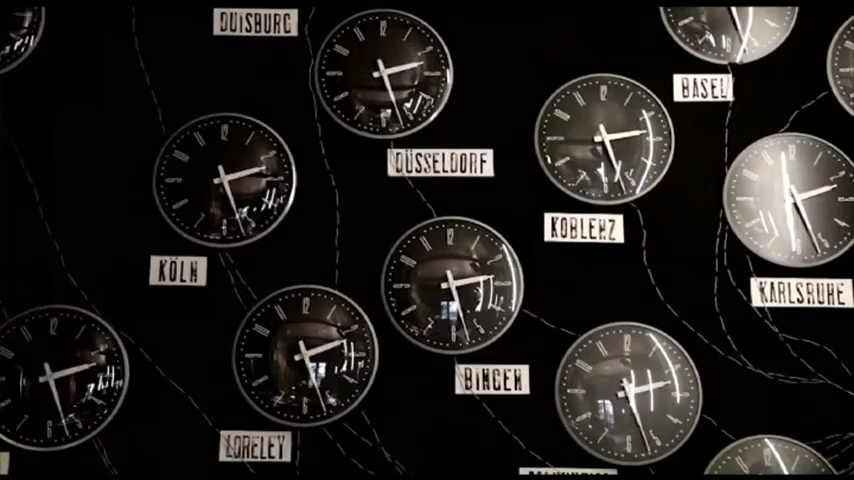 DUISBURG
BASEL
DÜSSELDORF
KOBLENZ
KÖLN
KARLSRUHE
BINGEN
LORELEY